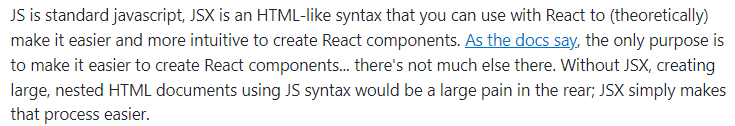 JS is standard javascript, JSX is an HTML-like syntax that you can use with React to (theoretically)
make it easier and more intuitive to create React components. As the docs say, the only purpose is
to make it easier to create React components... there's not much else there. Without JSX, creating
large, nested HTML documents using JS syntax would be a large pain in the rear; JSX simply makes
that process easier.